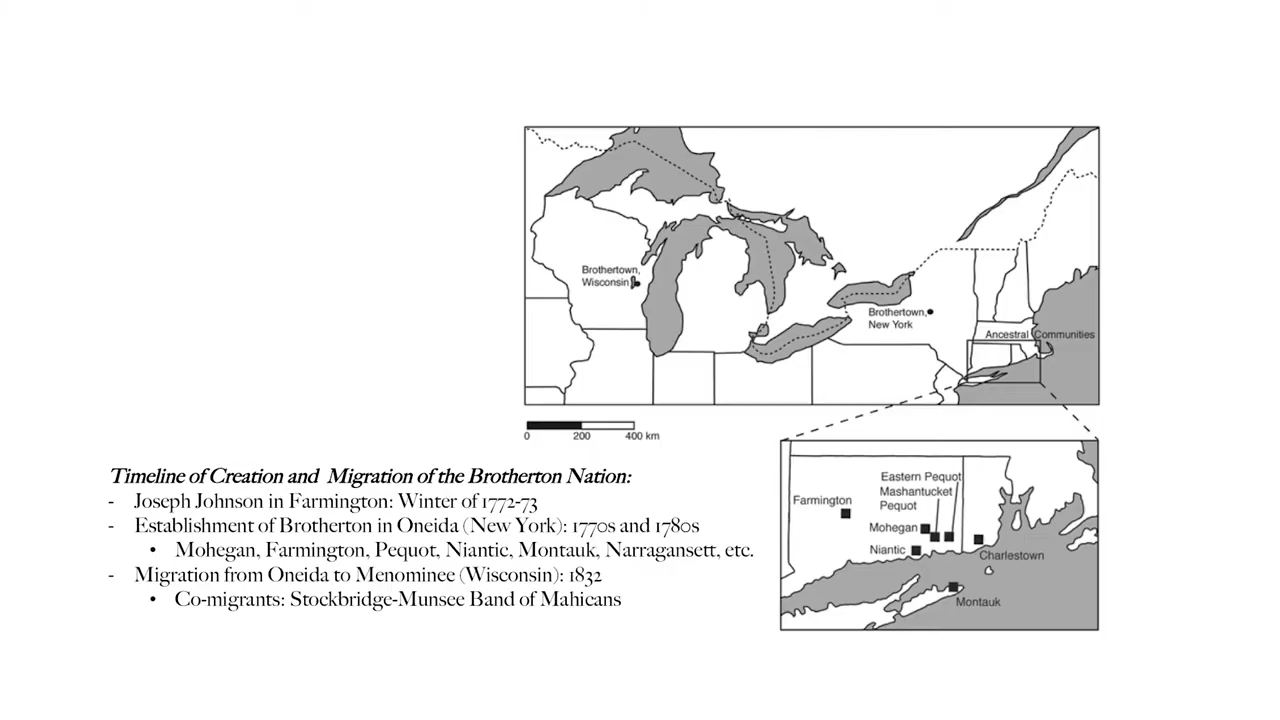 Brothertown,
Wisconsin
Brothertown,
New York
Ancestral Communities
0 200 400 km
Timeline of Creation and Migration of the Brotherton Nation:
- Joseph Johnson in Farmington: Winter of 1772-73
- Establishment of Brotherton in Oneida (New York): 1770s and 1780s
• Mohegan, Farmington, Pequot, Niantic, Montauk, Narragansett, etc.
- Migration from Oneida to Menominee (Wisconsin): 1832
• Co-migrants: Stockbridge-Munsee Band of Mahicans
Eastern Pequot
Mashantucket
Pequot
Farmington
Mohegan
Niantic
Charlestown
Montauk